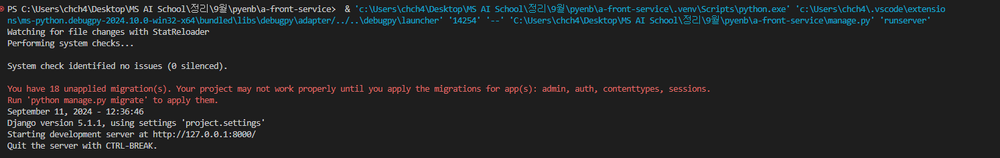 PS C:\Users\chch4\Desktop\MS AI School\정리\9월\pyenb\a-front-service>  & 'c:\Users\chch4\Desktop\MS AI School\정리\9월\pyenb\a-front-service\.venv\Scripts\python.exe' 'c:\Users\chch4\.vscode\extensio
ns\ms-python.debugpy-2024.10.0-win32-x64\bundled\libs\debugpy\adapter/../..\debugpy\launcher' '14254' '--' 'C:\Users\chch4\Desktop\MS AI School\정리\9월\pyenb\a-front-service\manage.py' 'runserver'
Watching for file changes with StatReloader
Performing system checks...
System check identified no issues (0 silenced).
You have 18 unapplied migration(s). Your project may not work properly until you apply the migrations for app(s): admin, auth, contenttypes, sessions.
Run 'python manage.py migrate' to apply them.
September 11, 2024 - 12:36:46
Django version 5.1.1, using settings 'project.settings'
Starting development server at http://127.0.0.1:8000/
Quit the server with CTRL-BREAK.